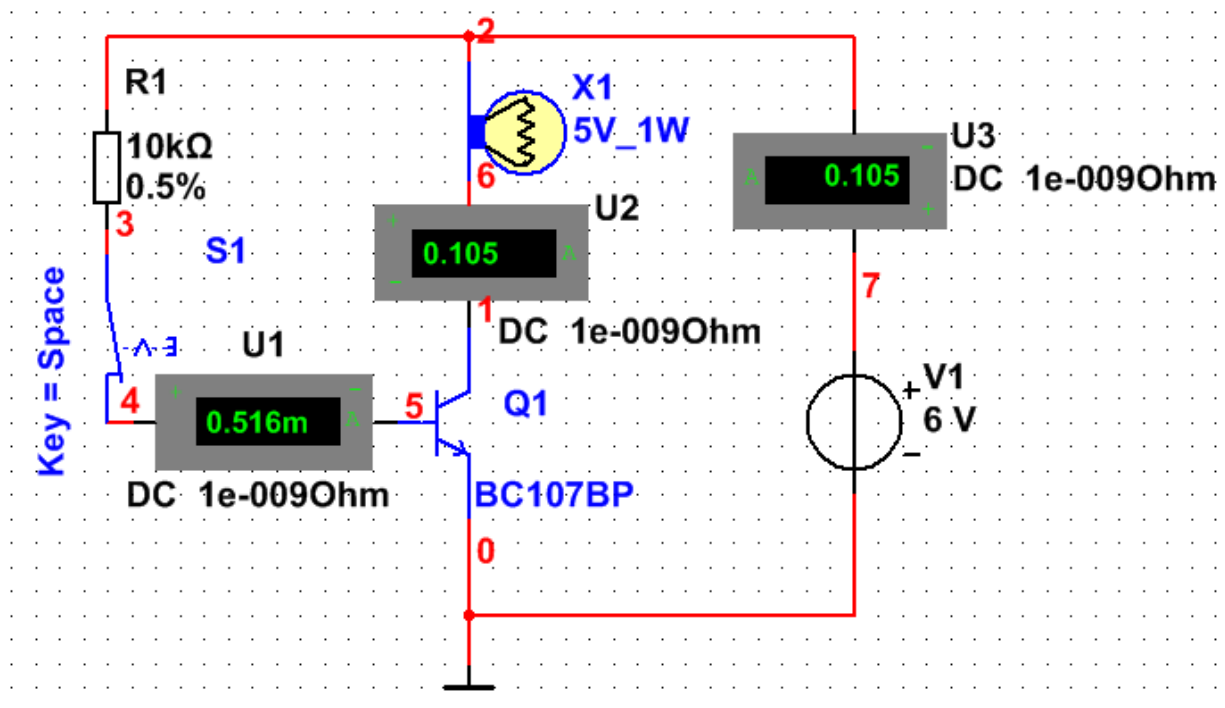 2
R1
10kΩ
0.5%
3
S1
Key = Space
4
U1
+
-
0.516m
A
DC 1e-009Ohm
X1
5V_1W
6
U2
+
0.105
A
-
1
DC 1e-009Ohm
5
Q1
BC107BP
0
U3
-
A
0.105
+
DC 1e-009Ohm
7
V1
+
6 V
-